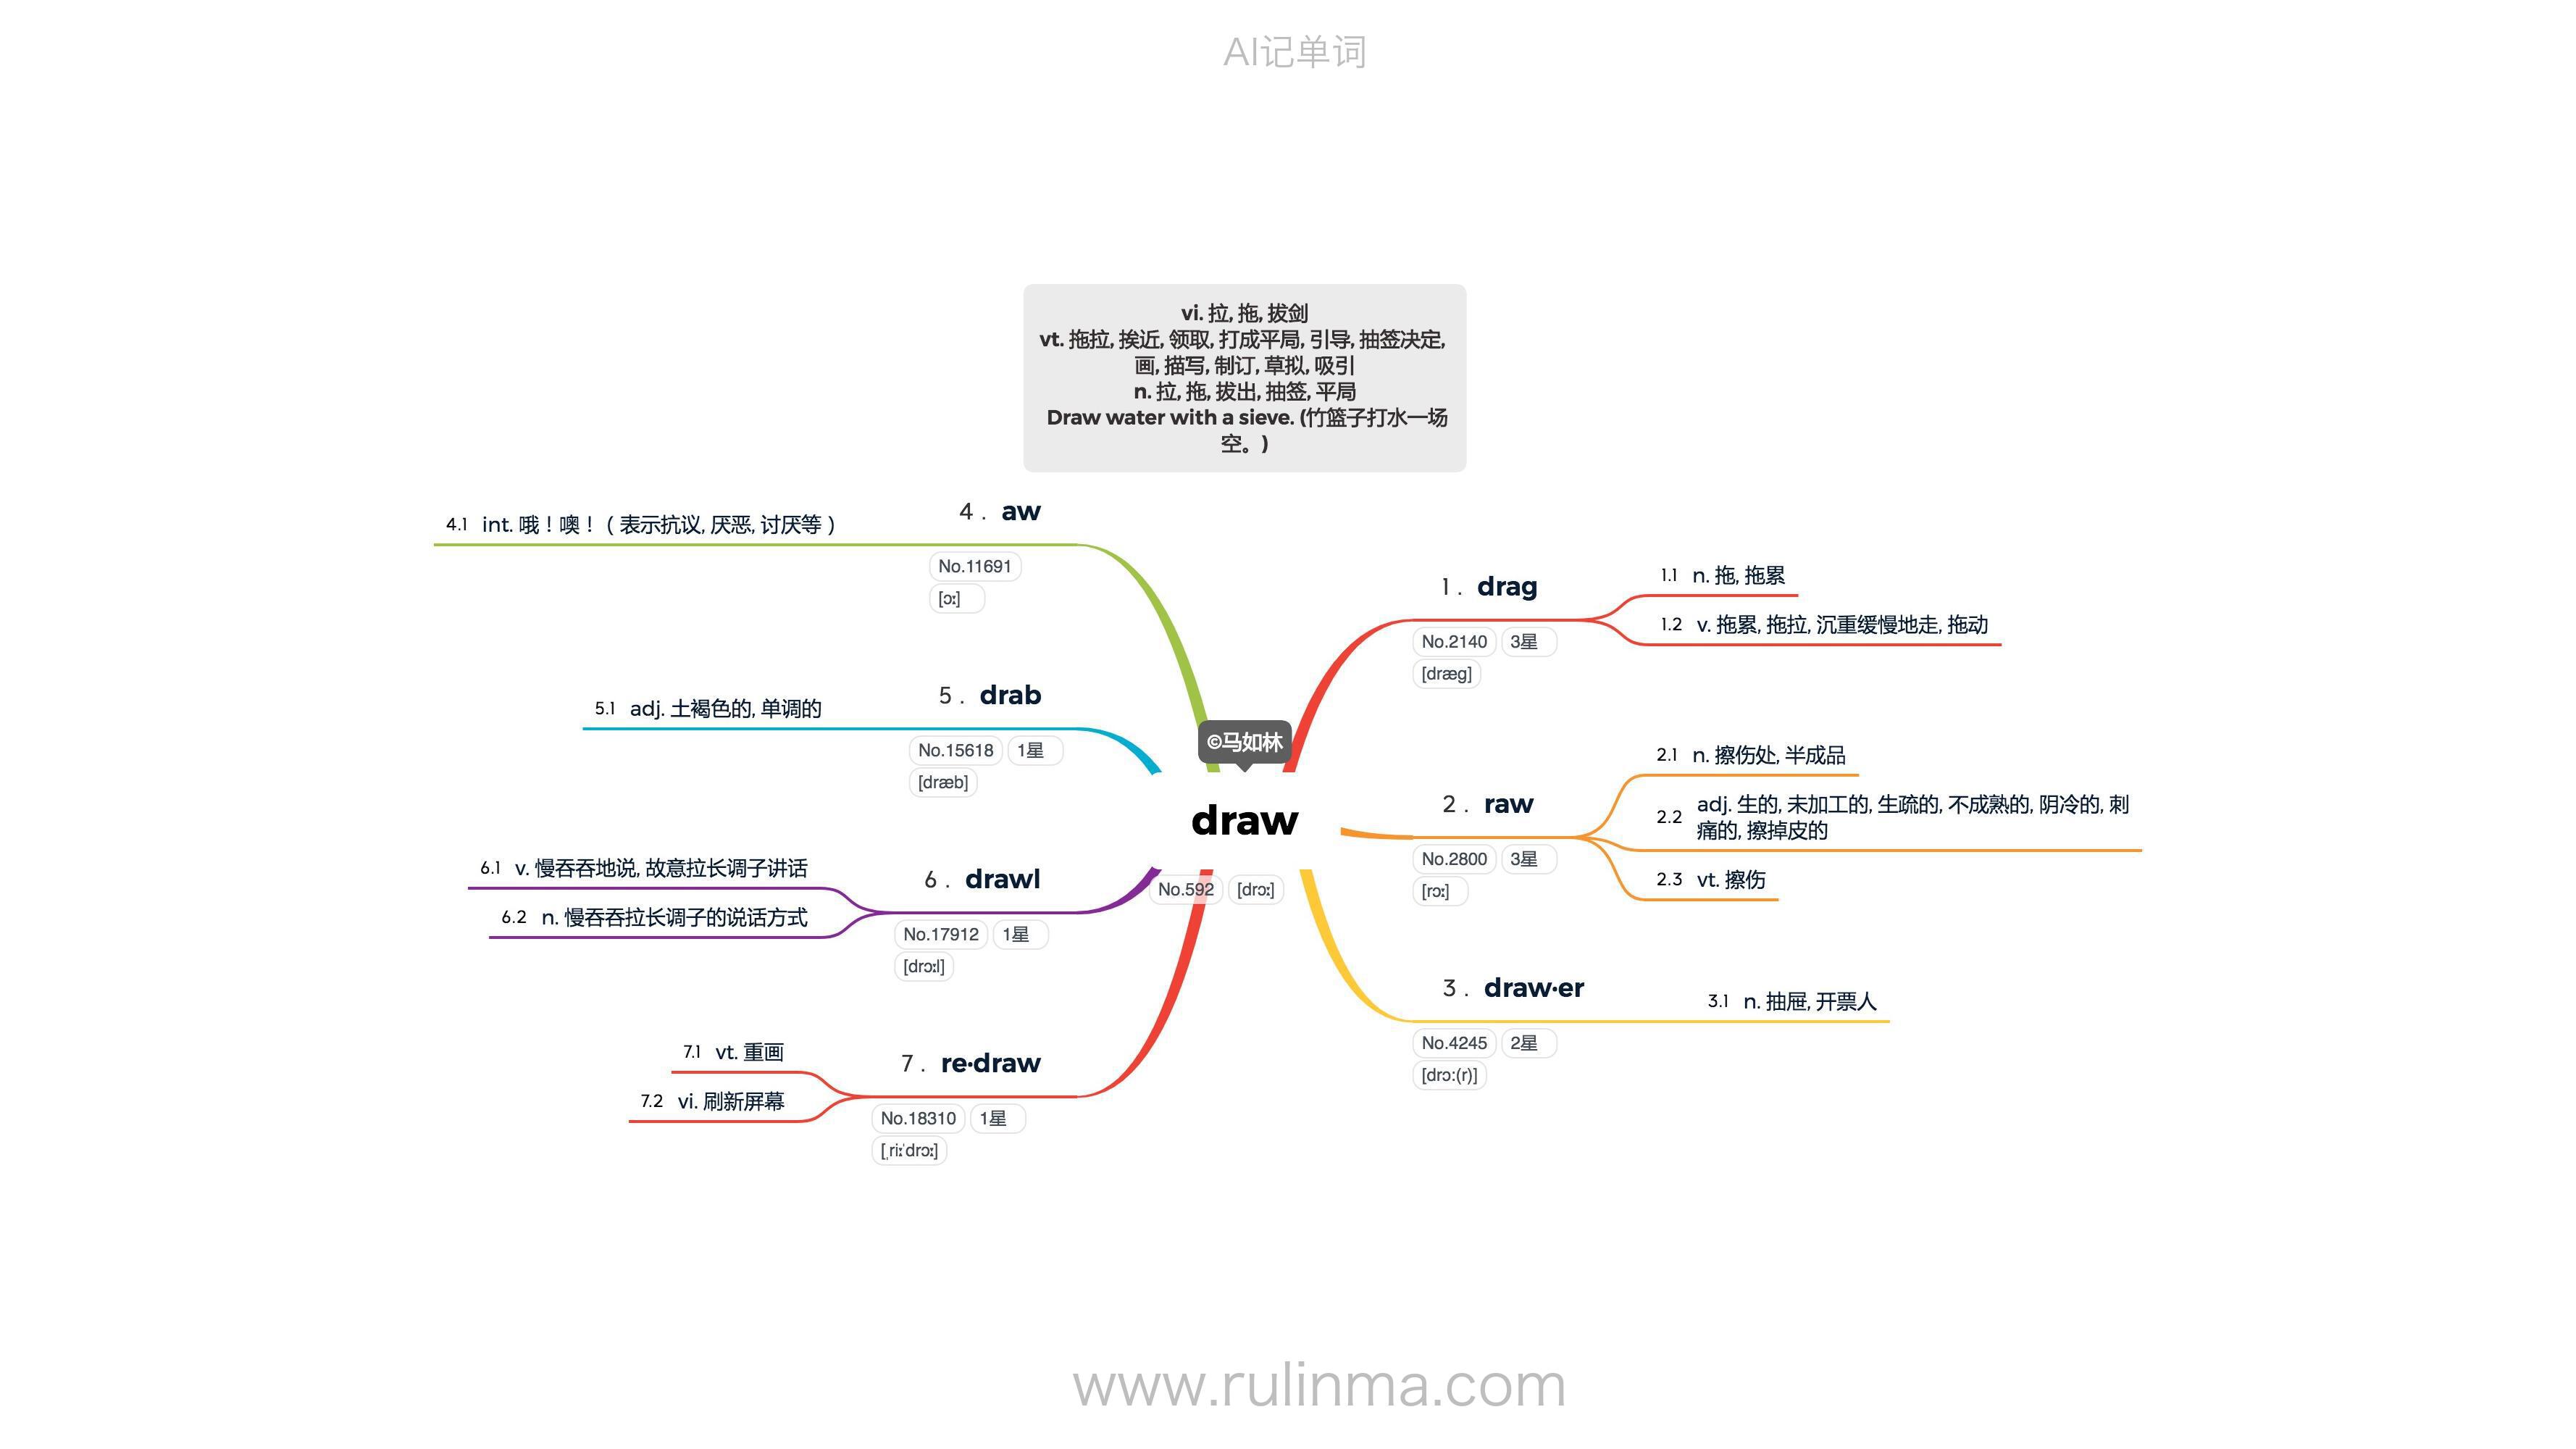 AI记单词
vi. 拉, 拖, 拔剑
vt. 拖拉, 挨近, 领取, 打成平局, 引导, 抽签决定,
画, 描写, 制订, 草拟, 吸引
n. 拉, 拖, 拔出, 抽签, 平局
Draw water with a sieve. (竹篮子打水一场
空。)
©马如林
draw
No.592 [drɔː]
1 . drag
No.2140 3星
[dræg]
1.1 n. 拖, 拖累
1.2 v. 拖累, 拖拉, 沉重缓慢地走, 拖动
2 . raw
No.2800 3星
[rɔː]
2.1 n. 擦伤处, 半成品
2.2 adj. 生的, 未加工的, 生疏的, 不成熟的, 阴冷的, 刺
痛的, 擦掉皮的
2.3 vt. 擦伤
3 . draw·er
No.4245 2星
[drɔː(r)]
3.1 n. 抽屉, 开票人
4 . aw
No.11691
[ɔː]
4.1 int. 哦！噢！（表示抗议, 厌恶, 讨厌等）
5 . drab
No.15618 1星
[dræb]
5.1 adj. 土褐色的, 单调的
6 . drawl
No.17912 1星
[drɔːl]
6.1 v. 慢吞吞地说, 故意拉长调子讲话
6.2 n. 慢吞吞拉长调子的说话方式
7 . re·draw
No.18310 1星
[ˌriːˈdrɔː]
7.1 vt. 重画
7.2 vi. 刷新屏幕
www.rulinma.com